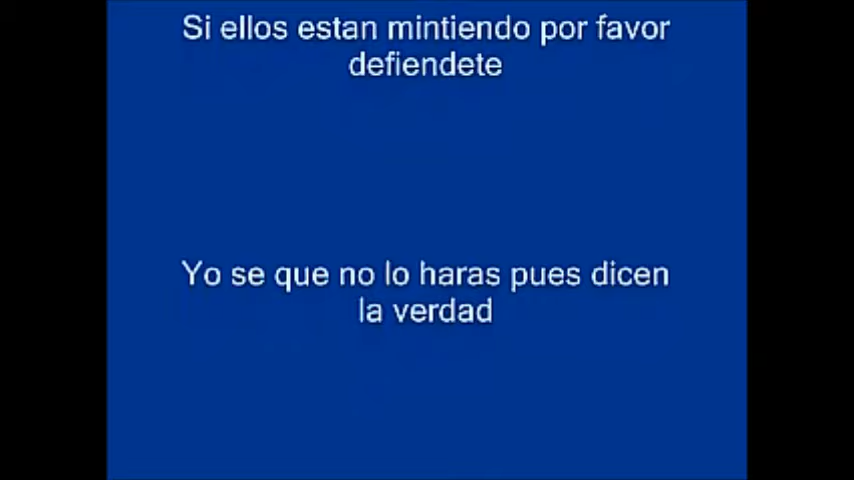 Si ellos estan mintiendo por favor
defiendete
Yo se que no lo haras pues dicen
la verdad